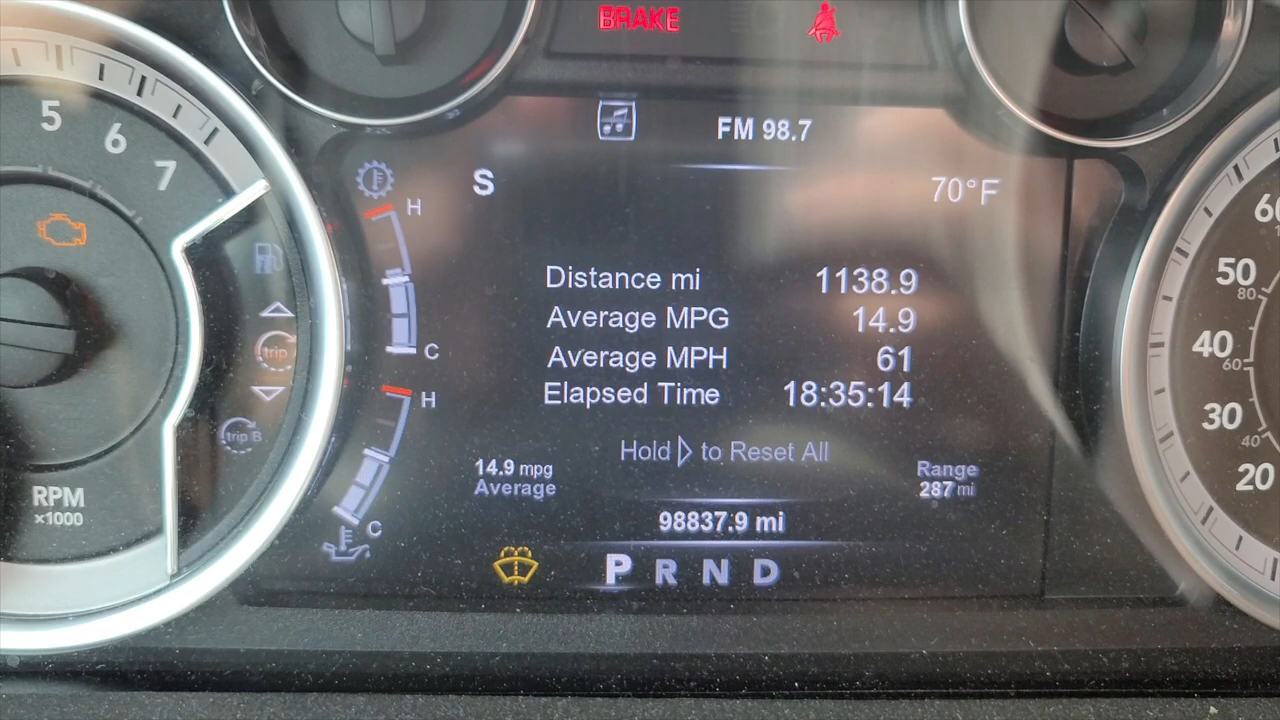 BRAKE
5
6
7
FM 98.7
S
70°F
H
C
H
C
Distance mi 1138.9
Average MPG 14.9
Average MPH 61
Elapsed Time 18:35:14
Hold ▷ to Reset All
14.9 mpg
Average
Range
287 mi
98837.9 mi
P R N D
trip
trip B
RPM
×1000
60
50
80
40
60
30
40
20